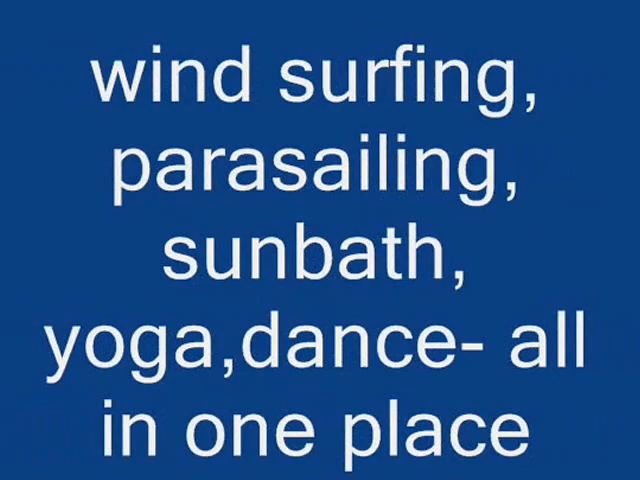 wind surfing,
parasailing,
sunbath,
yoga,dance- all
in one place